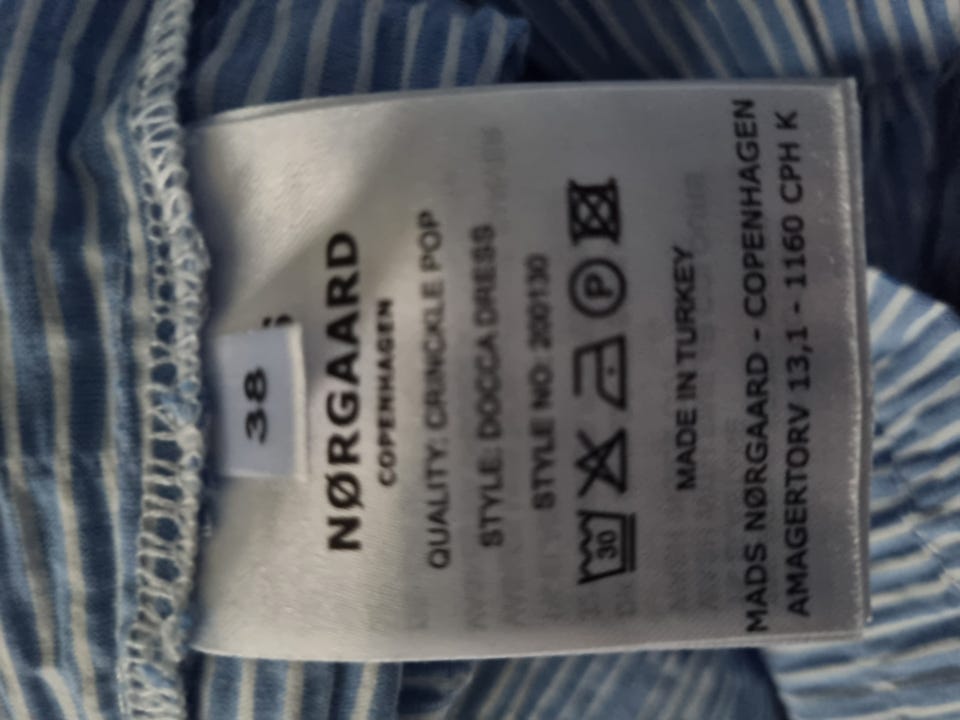 38
NØRGAARD
COPENHAGEN
QUALITY: CRINCKLE POP
STYLE: DOCCA DRESS
STYLE NO: 200130
30 P
MADE IN TURKEY
MADS NØRGAARD - COPENHAGEN
AMAGERTORV 13,1 - 1160 CPH K